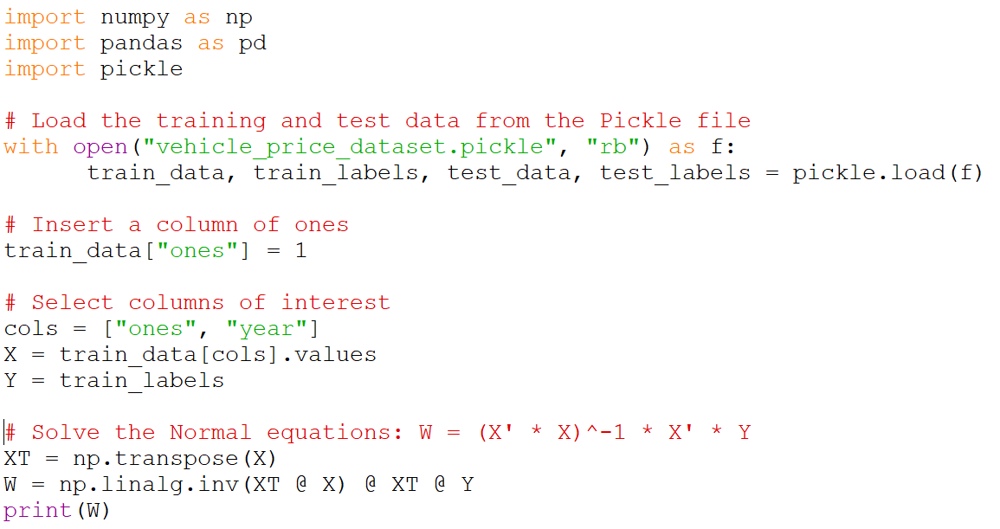 import numpy as np
import pandas as pd
import pickle

# Load the training and test data from the Pickle file
with open("vehicle_price_dataset.pickle", "rb") as f:
      train_data, train_labels, test_data, test_labels = pickle.load(f)

# Insert a column of ones
train_data["ones"] = 1

# Select columns of interest
cols = ["ones", "year"]
X = train_data[cols].values
Y = train_labels

# Solve the Normal equations: W = (X' * X)^-1 * X' * Y
XT = np.transpose(X)
W = np.linalg.inv(XT @ X) @ XT @ Y
print(W)